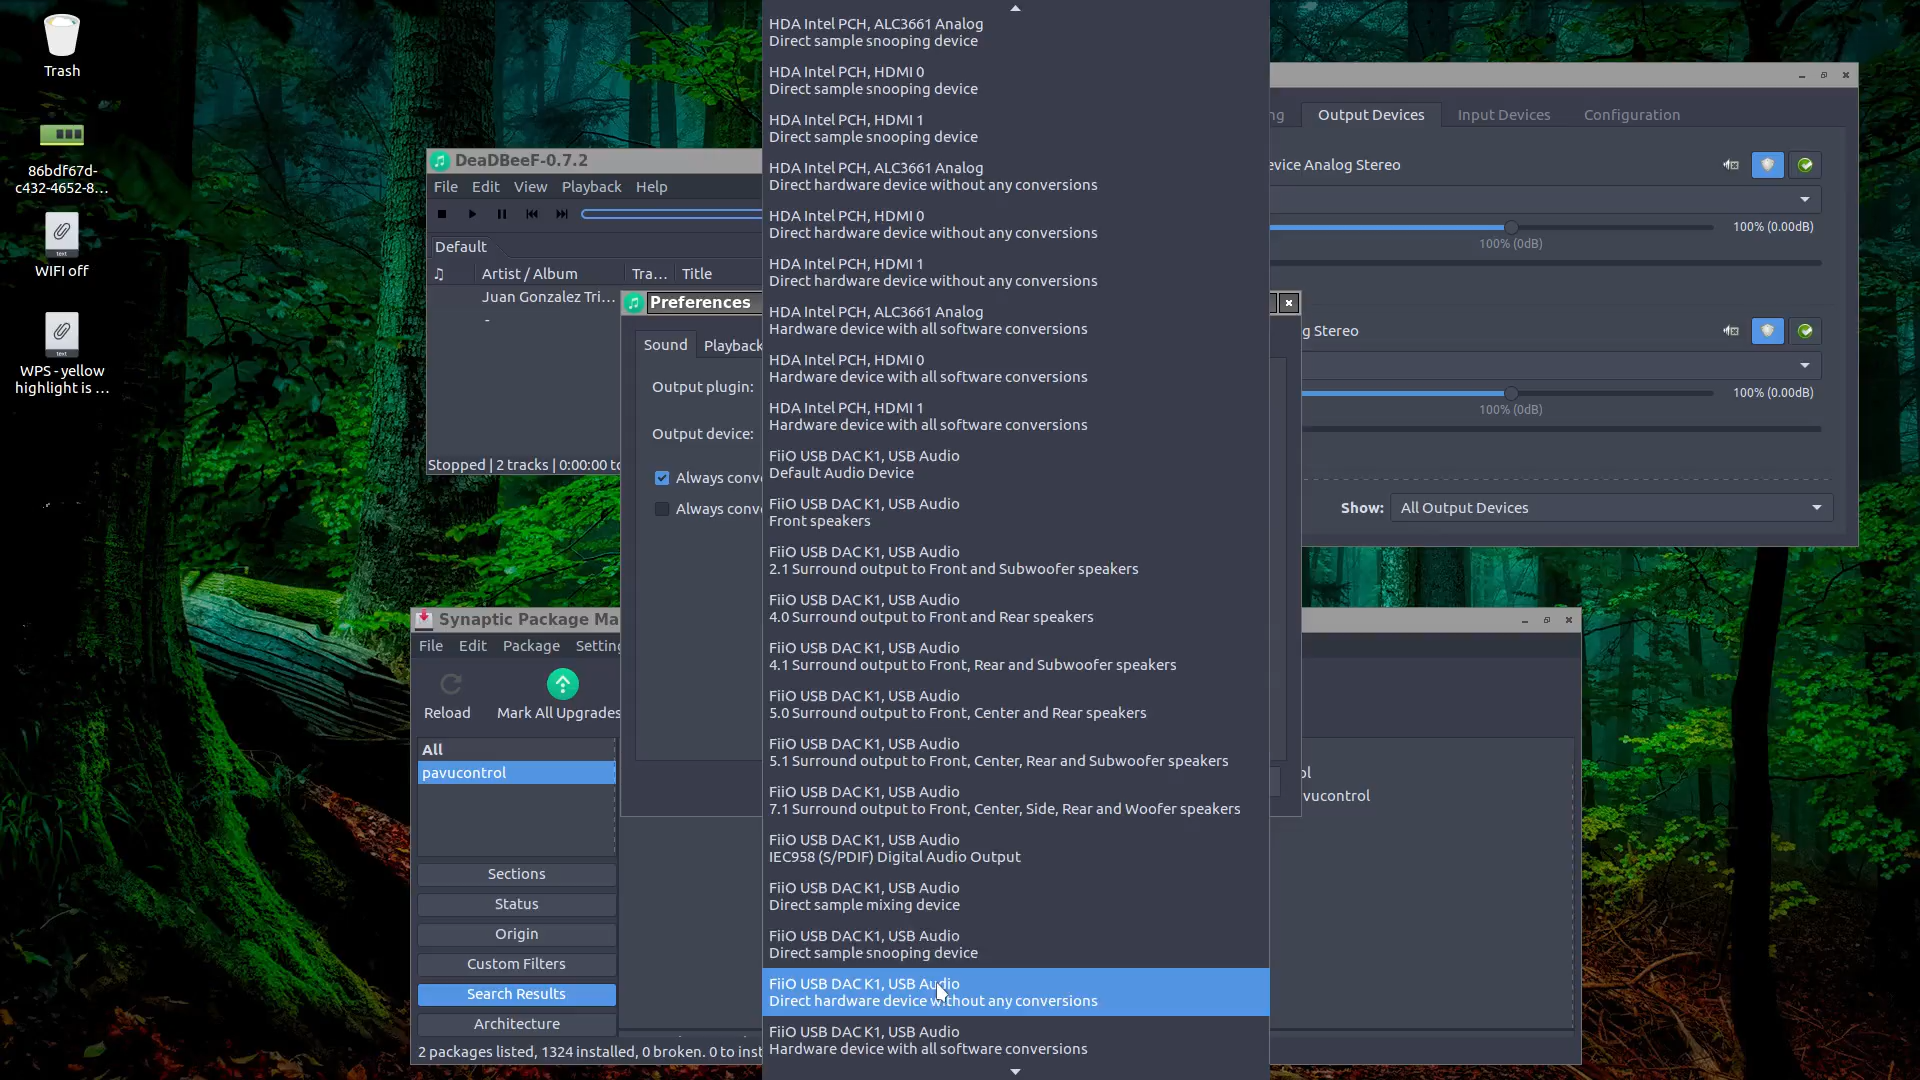 Trash
86bdf67d-
c432-4652-8...
WIFI off
WPS - yellow
highlight is ...
DeaDBeeF-0.7.2
File Edit View Playback Help
Default
Artist / Album Tra... Title
Juan Gonzalez Tri...
-
Stopped | 2 tracks | 0:00:00 to
Preferences
Sound Playback
Output plugin:
Output device:
Always conve
Always conve
Synaptic Package Ma
File Edit Package Setting
Reload Mark All Upgrades
All
pavucontrol
Sections
Status
Origin
Custom Filters
Search Results
Architecture
2 packages listed, 1324 installed, 0 broken. 0 to inst
HDA Intel PCH, ALC3661 Analog
Direct sample snooping device
HDA Intel PCH, HDMI 0
Direct sample snooping device
HDA Intel PCH, HDMI 1
Direct sample snooping device
HDA Intel PCH, ALC3661 Analog
Direct hardware device without any conversions
HDA Intel PCH, HDMI 0
Direct hardware device without any conversions
HDA Intel PCH, HDMI 1
Direct hardware device without any conversions
HDA Intel PCH, ALC3661 Analog
Hardware device with all software conversions
HDA Intel PCH, HDMI 0
Hardware device with all software conversions
HDA Intel PCH, HDMI 1
Hardware device with all software conversions
FiiO USB DAC K1, USB Audio
Default Audio Device
FiiO USB DAC K1, USB Audio
Front speakers
FiiO USB DAC K1, USB Audio
2.1 Surround output to Front and Subwoofer speakers
FiiO USB DAC K1, USB Audio
4.0 Surround output to Front and Rear speakers
FiiO USB DAC K1, USB Audio
4.1 Surround output to Front, Rear and Subwoofer speakers
FiiO USB DAC K1, USB Audio
5.0 Surround output to Front, Center and Rear speakers
FiiO USB DAC K1, USB Audio
5.1 Surround output to Front, Center, Rear and Subwoofer speakers
FiiO USB DAC K1, USB Audio
7.1 Surround output to Front, Center, Side, Rear and Woofer speakers
FiiO USB DAC K1, USB Audio
IEC958 (S/PDIF) Digital Audio Output
FiiO USB DAC K1, USB Audio
Direct sample mixing device
FiiO USB DAC K1, USB Audio
Direct sample snooping device
FiiO USB DAC K1, USB Audio
Direct hardware device without any conversions
FiiO USB DAC K1, USB Audio
Hardware device with all software conversions
ng Output Devices Input Devices Configuration
evice Analog Stereo
100% (0.00dB)
100% (0dB)
g Stereo
100% (0.00dB)
100% (0dB)
Show: All Output Devices
ol
vucontrol